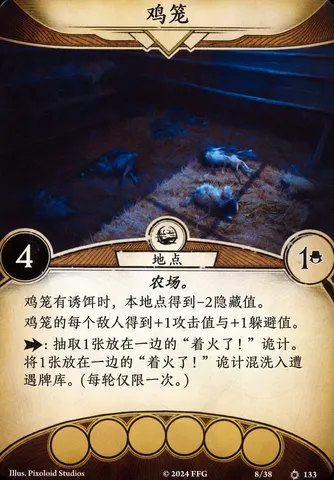 鸡笼
4
地点
1
农场。
鸡笼有诱饵时，本地点得到-2隐藏值。
鸡笼的每个敌人得到+1攻击值与+1躲避值。
：抽取1张放在一边的“着火了！”诡计。
将1张放在一边的“着火了！”诡计混洗入遭
遇牌库。（每轮仅限一次。）
Illus. Pixoloid Studios © 2024 FFG 8/38 133